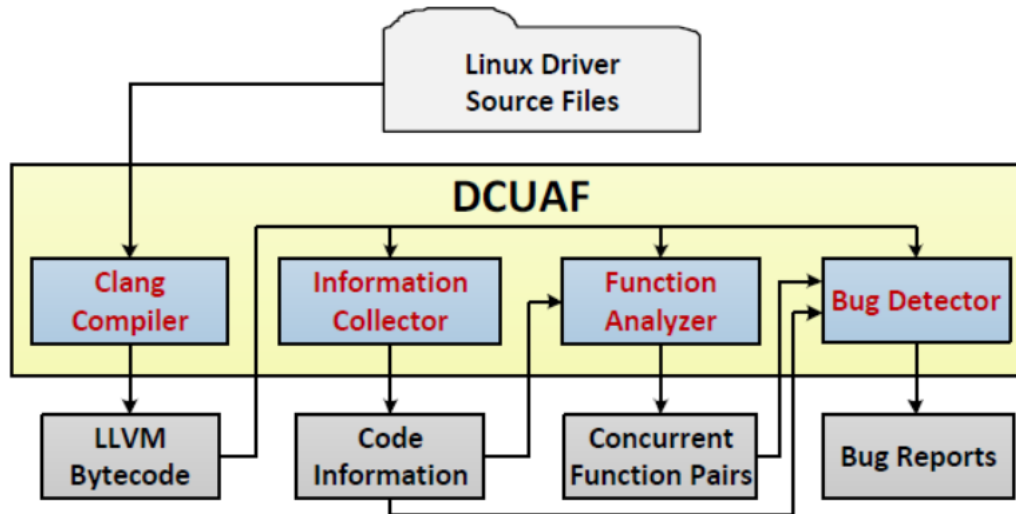 Linux Driver
Source Files
DCUAF
Clang
Compiler
Information
Collector
Function
Analyzer
Bug Detector
LLVM
Bytecode
Code
Information
Concurrent
Function Pairs
Bug Reports